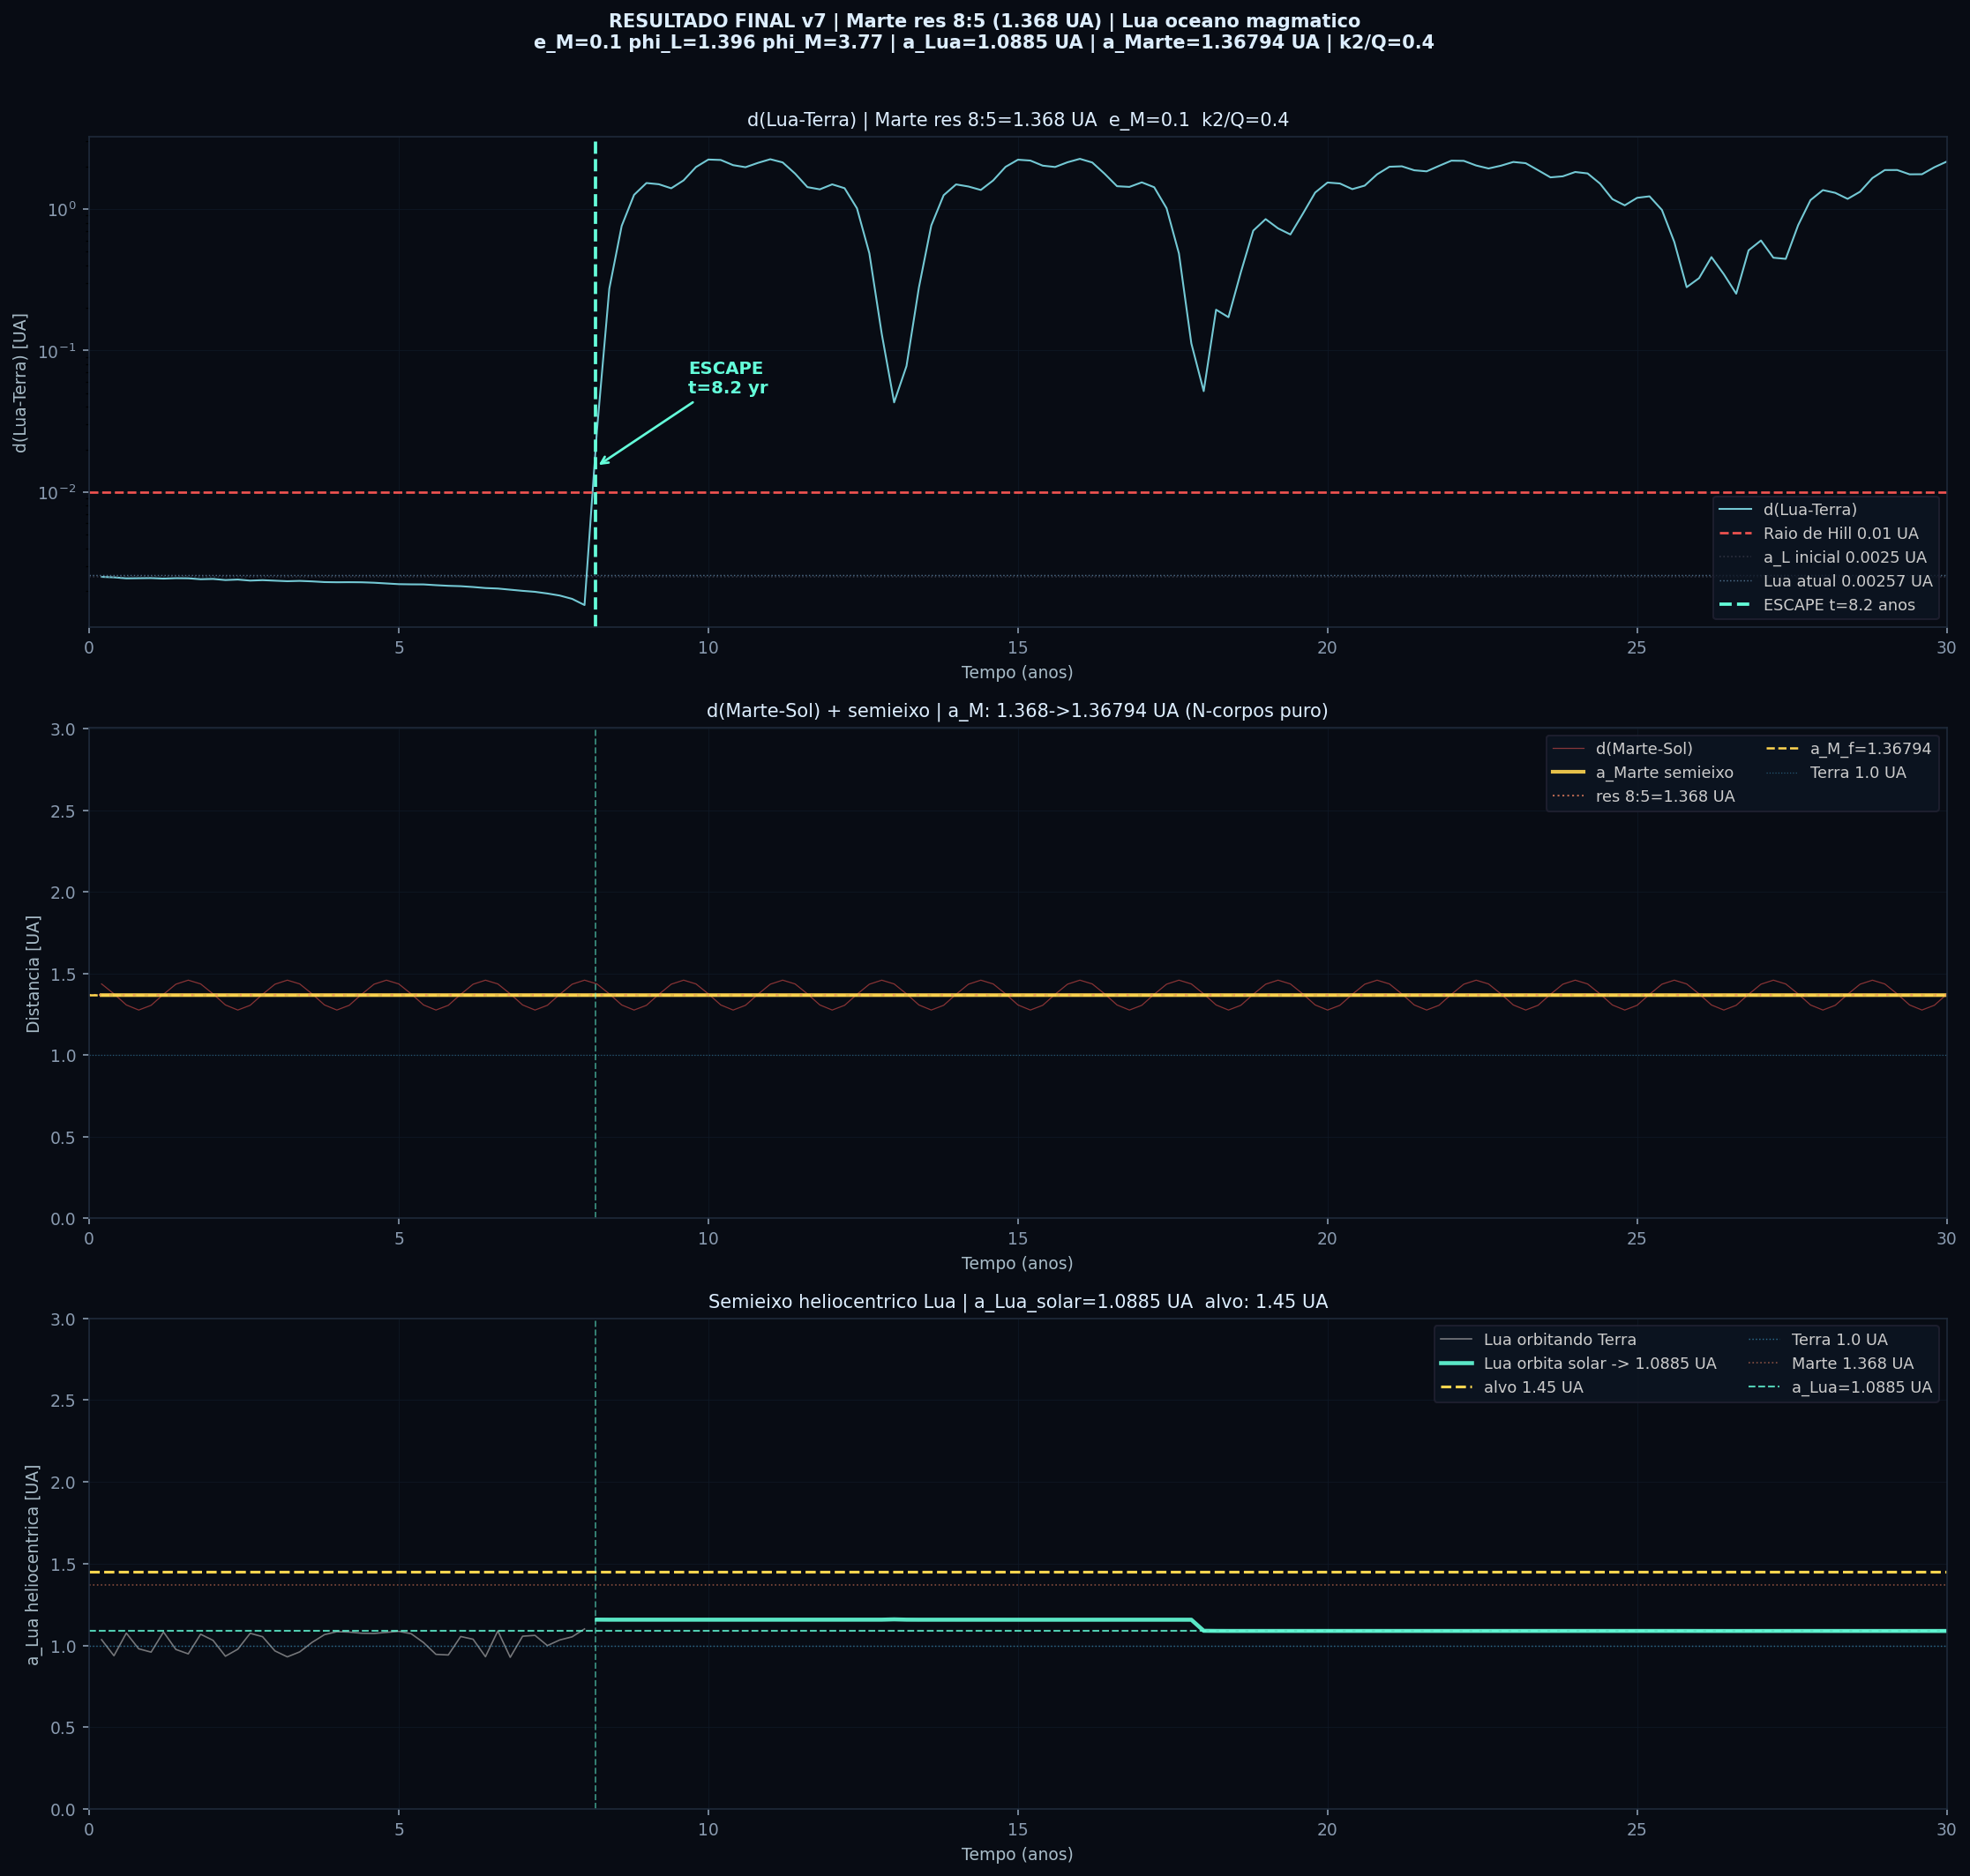 RESULTADO FINAL v7 | Marte res 8:5 (1.368 UA) | Lua oceano magmatico
e_M=0.1 phi_L=1.396 phi_M=3.77 | a_Lua=1.0885 UA | a_Marte=1.36794 UA | k2/Q=0.4
d(Lua-Terra) | Marte res 8:5=1.368 UA  e_M=0.1  k2/Q=0.4
d(Lua-Terra) [UA]
10⁰
10⁻¹
10⁻²
ESCAPE
t=8.2 yr
d(Lua-Terra)
Raio de Hill 0.01 UA
a_L inicial 0.0025 UA
Lua atual 0.00257 UA
ESCAPE t=8.2 anos
0 5 10 15 20 25 30
Tempo (anos)
d(Marte-Sol) + semieixo | a_M: 1.368->1.36794 UA (N-corpos puro)
Distancia [UA]
3.0
2.5
2.0
1.5
1.0
0.5
0.0
d(Marte-Sol)
a_Marte semieixo
res 8:5=1.368 UA
a_M_f=1.36794
Terra 1.0 UA
0 5 10 15 20 25 30
Tempo (anos)
Semieixo heliocentrico Lua | a_Lua_solar=1.0885 UA  alvo: 1.45 UA
a_Lua heliocentrica [UA]
3.0
2.5
2.0
1.5
1.0
0.5
0.0
Lua orbitando Terra
Lua orbita solar -> 1.0885 UA
alvo 1.45 UA
Terra 1.0 UA
Marte 1.368 UA
a_Lua=1.0885 UA
0 5 10 15 20 25 30
Tempo (anos)